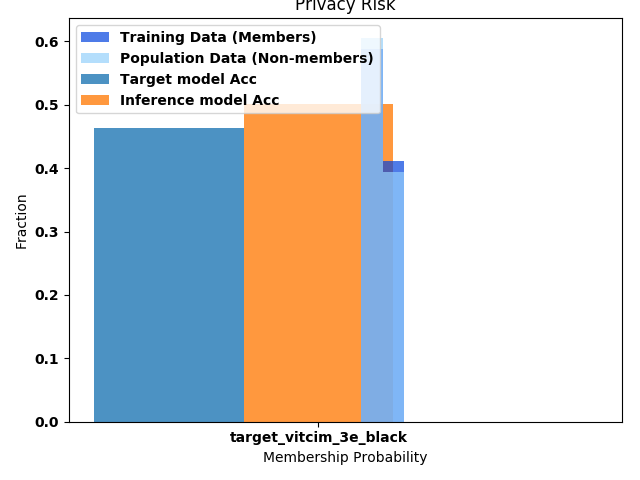 Privacy Risk
Training Data (Members)
Population Data (Non-members)
Target model Acc
Inference model Acc
0.6
0.5
0.4
0.3
0.2
0.1
0.0
Fraction
target_vitcim_3e_black
Membership Probability